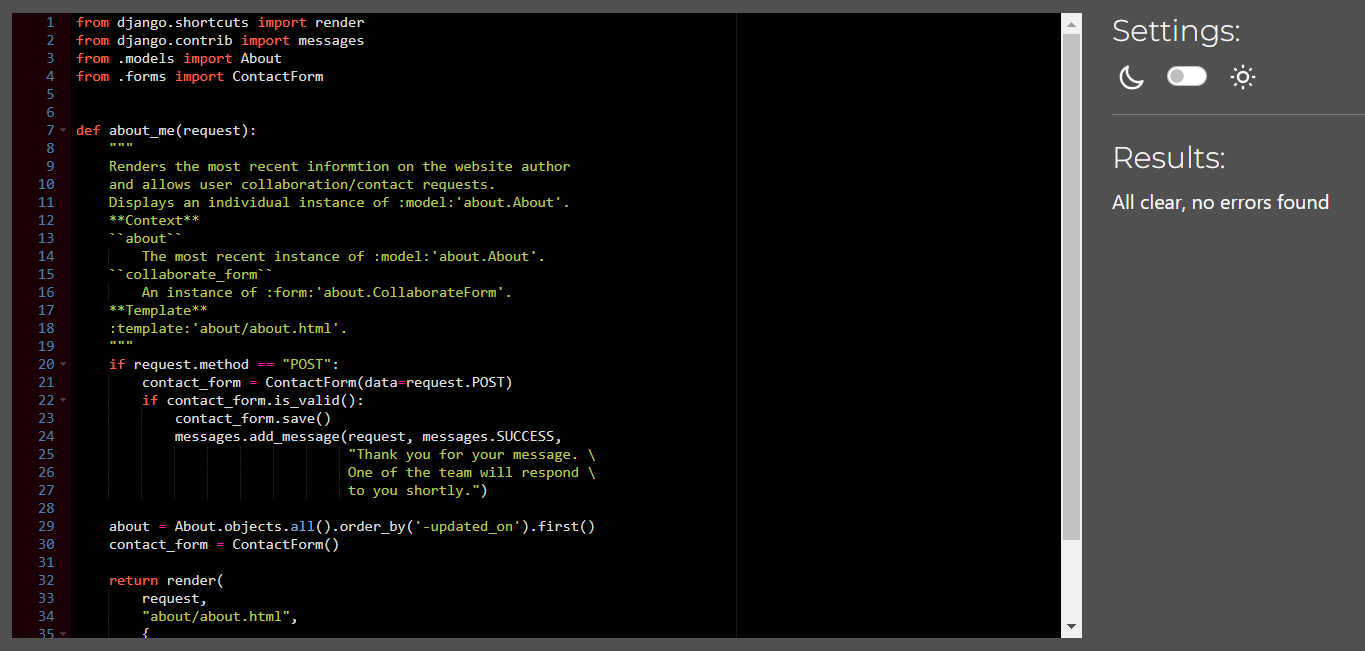 1 from django.shortcuts import render
2 from django.contrib import messages
3 from .models import About
4 from .forms import ContactForm
5
6
7 def about_me(request):
8     """
9     Renders the most recent informtion on the website author
10     and allows user collaboration/contact requests.
11     Displays an individual instance of :model:'about.About'.
12     **Context**
13     ``about``
14         The most recent instance of :model:'about.About'.
15     ``collaborate_form``
16         An instance of :form:'about.CollaborateForm'.
17     **Template**
18     :template:'about/about.html'.
19     """
20     if request.method == "POST":
21         contact_form = ContactForm(data=request.POST)
22         if contact_form.is_valid():
23             contact_form.save()
24             messages.add_message(request, messages.SUCCESS,
25                                  "Thank you for your message. \
26                                  One of the team will respond \
27                                  to you shortly.")
28
29     about = About.objects.all().order_by('-updated_on').first()
30     contact_form = ContactForm()
31
32     return render(
33         request,
34         "about/about.html",
35         {
Settings:
Results:
All clear, no errors found